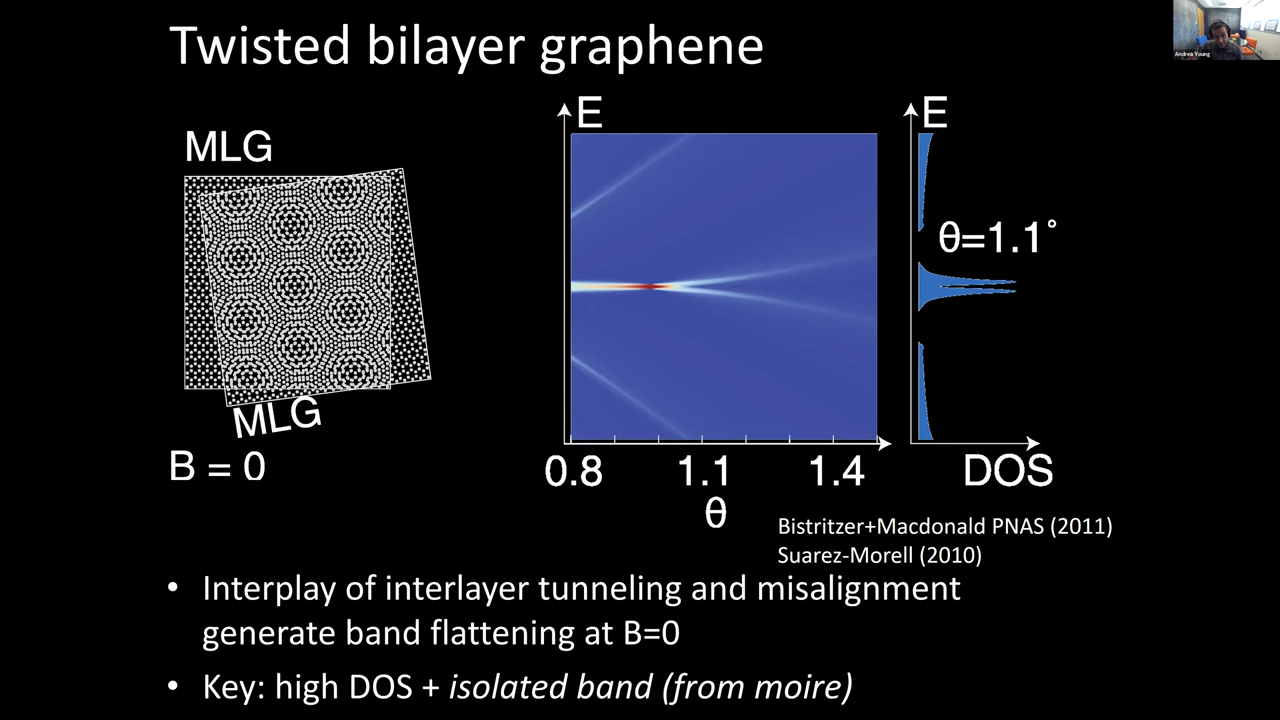 Twisted bilayer graphene
Andrea Young
MLG
MLG
B = 0
E
0.8
1.1
1.4
θ
E
θ=1.1°
DOS
Bistritzer+Macdonald PNAS (2011)
Suarez-Morell (2010)
• Interplay of interlayer tunneling and misalignment
generate band flattening at B=0
• Key: high DOS + isolated band (from moire)